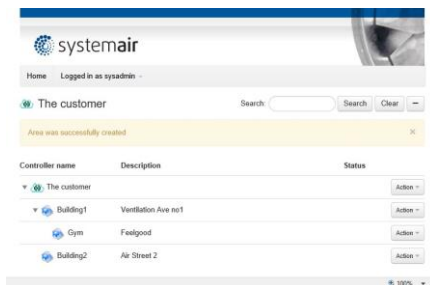 systemair
Home Logged in as sysadmin
The customer Search: Search Clear
Area was successfully created ×
Controller name Description Status
The customer Action
Building1 Ventilation Ave no1 Action
Gym Feelgood Action
Building2 Air Street 2 Action
100%